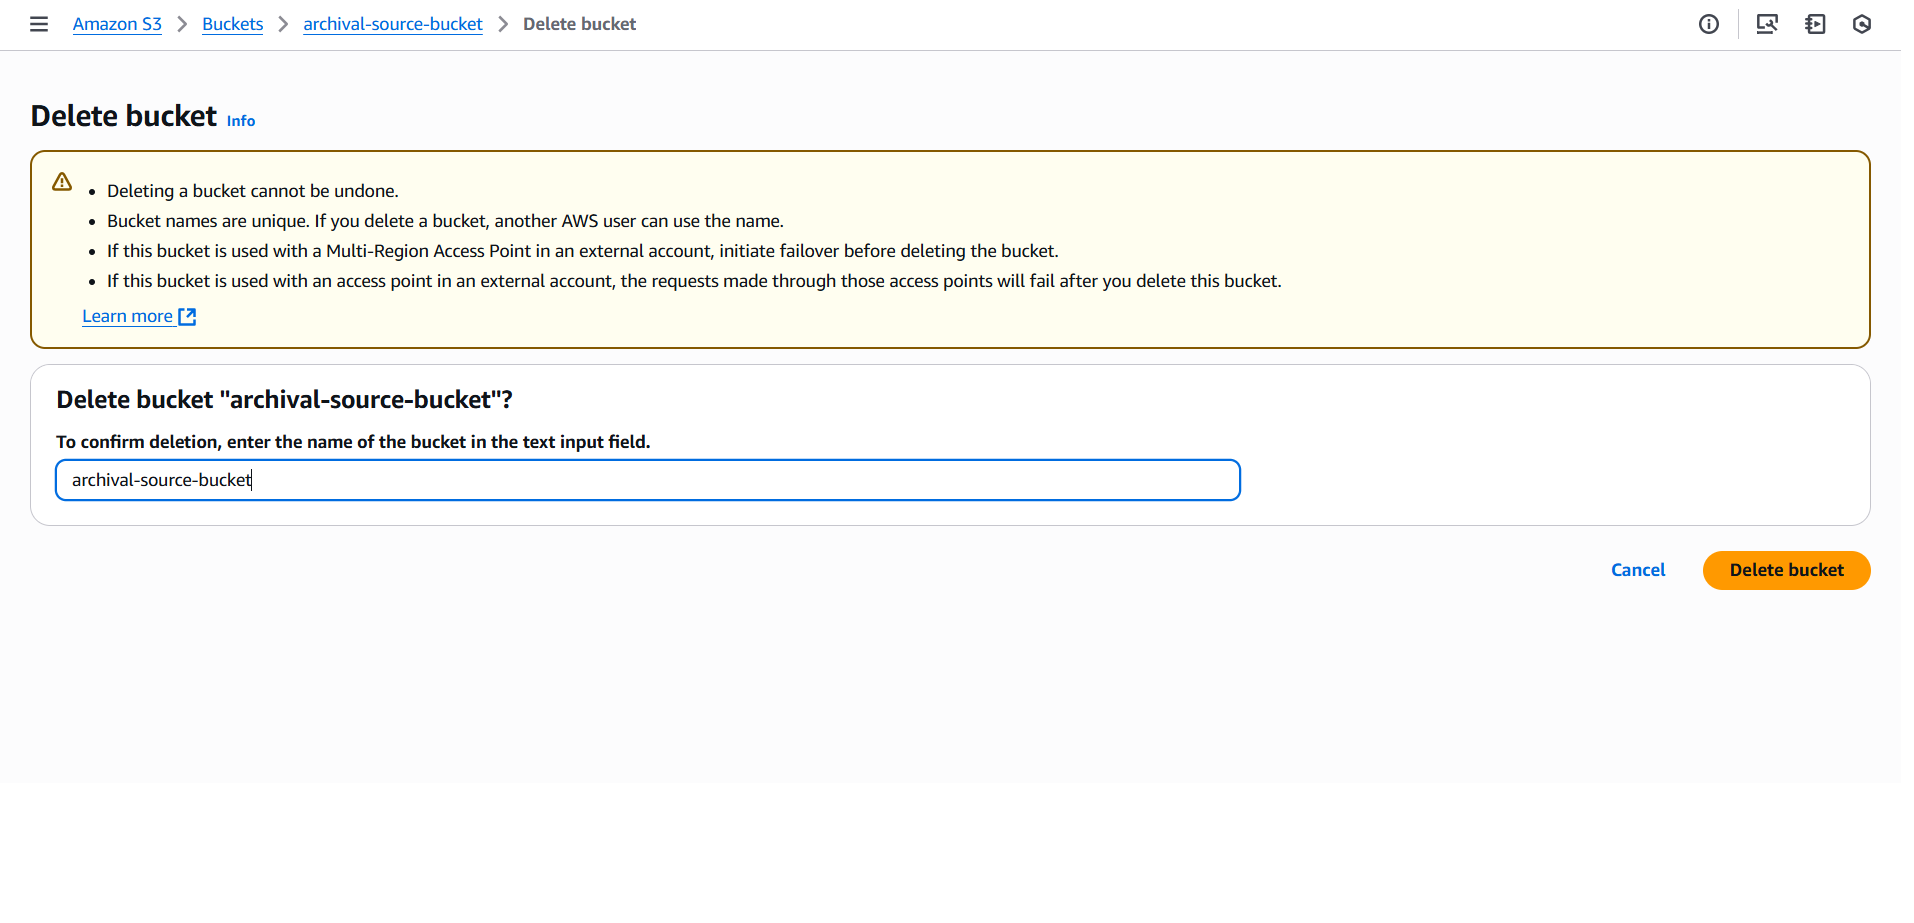 Amazon S3 > Buckets > archival-source-bucket > Delete bucket
Delete bucket Info
• Deleting a bucket cannot be undone.
• Bucket names are unique. If you delete a bucket, another AWS user can use the name.
• If this bucket is used with a Multi-Region Access Point in an external account, initiate failover before deleting the bucket.
• If this bucket is used with an access point in an external account, the requests made through those access points will fail after you delete this bucket.
Learn more
Delete bucket "archival-source-bucket"?
To confirm deletion, enter the name of the bucket in the text input field.
archival-source-bucket
Cancel Delete bucket